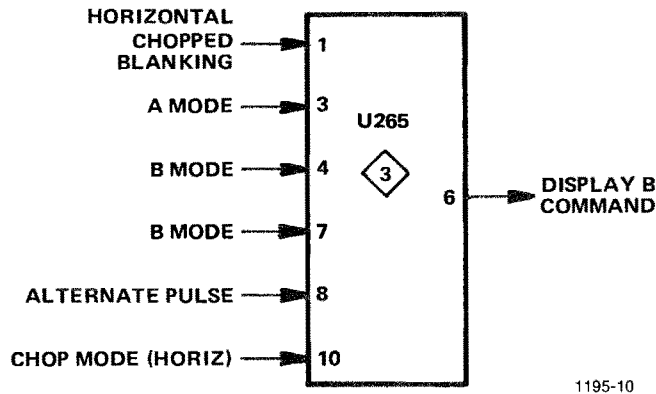 HORIZONTAL
CHOPPED
BLANKING
1
A MODE
3
U265
B MODE
4
3
6
DISPLAY B
COMMAND
B MODE
7
ALTERNATE PULSE
8
CHOP MODE (HORIZ)
10
1195-10